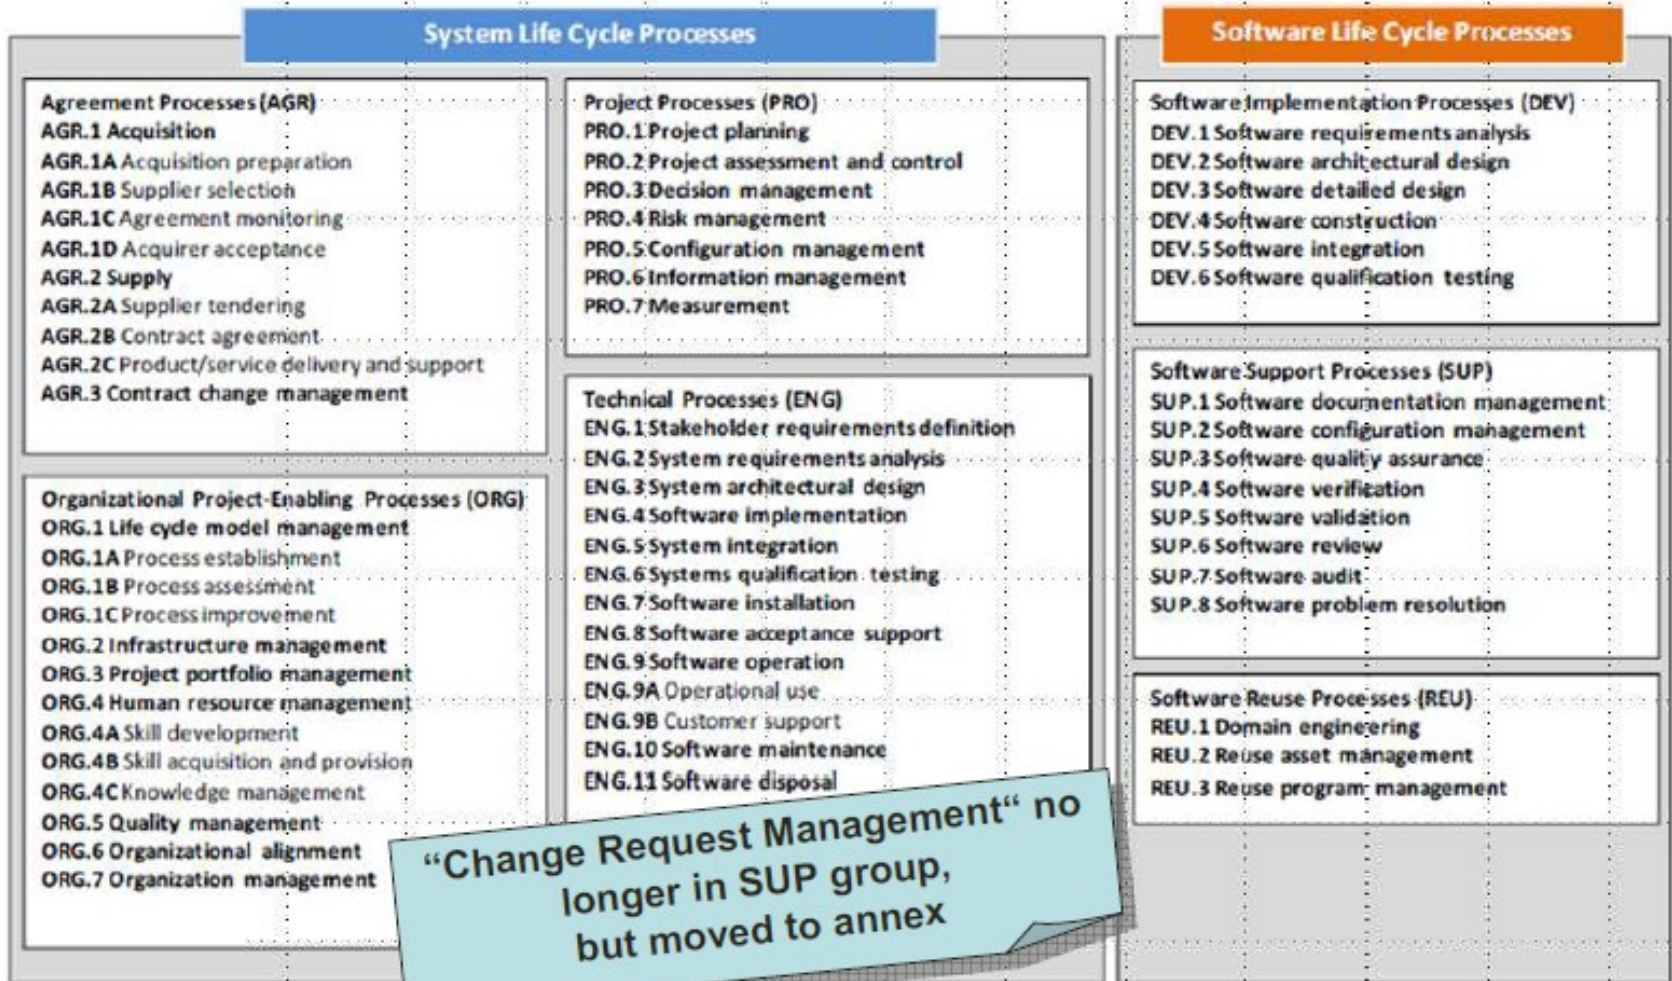 System Life Cycle Processes
Agreement Processes (AGR)
AGR.1 Acquisition
AGR.1A Acquisition preparation
AGR.1B Supplier selection
AGR.1C Agreement monitoring
AGR.1D Acquirer acceptance
AGR.2 Supply
AGR.2A Supplier tendering
AGR.2B Contract agreement
AGR.2C Product/service delivery and support
AGR.3 Contract change management
Organizational Project-Enabling Processes (ORG)
ORG.1 Life cycle model management
ORG.1A Process establishment
ORG.1B Process assessment
ORG.1C Process improvement
ORG.2 Infrastructure management
ORG.3 Project portfolio management
ORG.4 Human resource management
ORG.4A Skill development
ORG.4B Skill acquisition and provision
ORG.4C Knowledge management
ORG.5 Quality management
ORG.6 Organizational alignment
ORG.7 Organization management
Project Processes (PRO)
PRO.1 Project planning
PRO.2 Project assessment and control
PRO.3 Decision management
PRO.4 Risk management
PRO.5 Configuration management
PRO.6 Information management
PRO.7 Measurement
Technical Processes (ENG)
ENG.1 Stakeholder requirements definition
ENG.2 System requirements analysis
ENG.3 System architectural design
ENG.4 Software implementation
ENG.5 System integration
ENG.6 Systems qualification testing
ENG.7 Software installation
ENG.8 Software acceptance support
ENG.9 Software operation
ENG.9A Operational use
ENG.9B Customer support
ENG.10 Software maintenance
ENG.11 Software disposal
“Change Request Management“ no
longer in SUP group,
but moved to annex
Software Life Cycle Processes
Software Implementation Processes (DEV)
DEV.1 Software requirements analysis
DEV.2 Software architectural design
DEV.3 Software detailed design
DEV.4 Software construction
DEV.5 Software integration
DEV.6 Software qualification testing
Software Support Processes (SUP)
SUP.1 Software documentation management
SUP.2 Software configuration management
SUP.3 Software quality assurance
SUP.4 Software verification
SUP.5 Software validation
SUP.6 Software review
SUP.7 Software audit
SUP.8 Software problem resolution
Software Reuse Processes (REU)
REU.1 Domain engineering
REU.2 Reuse asset management
REU.3 Reuse program management